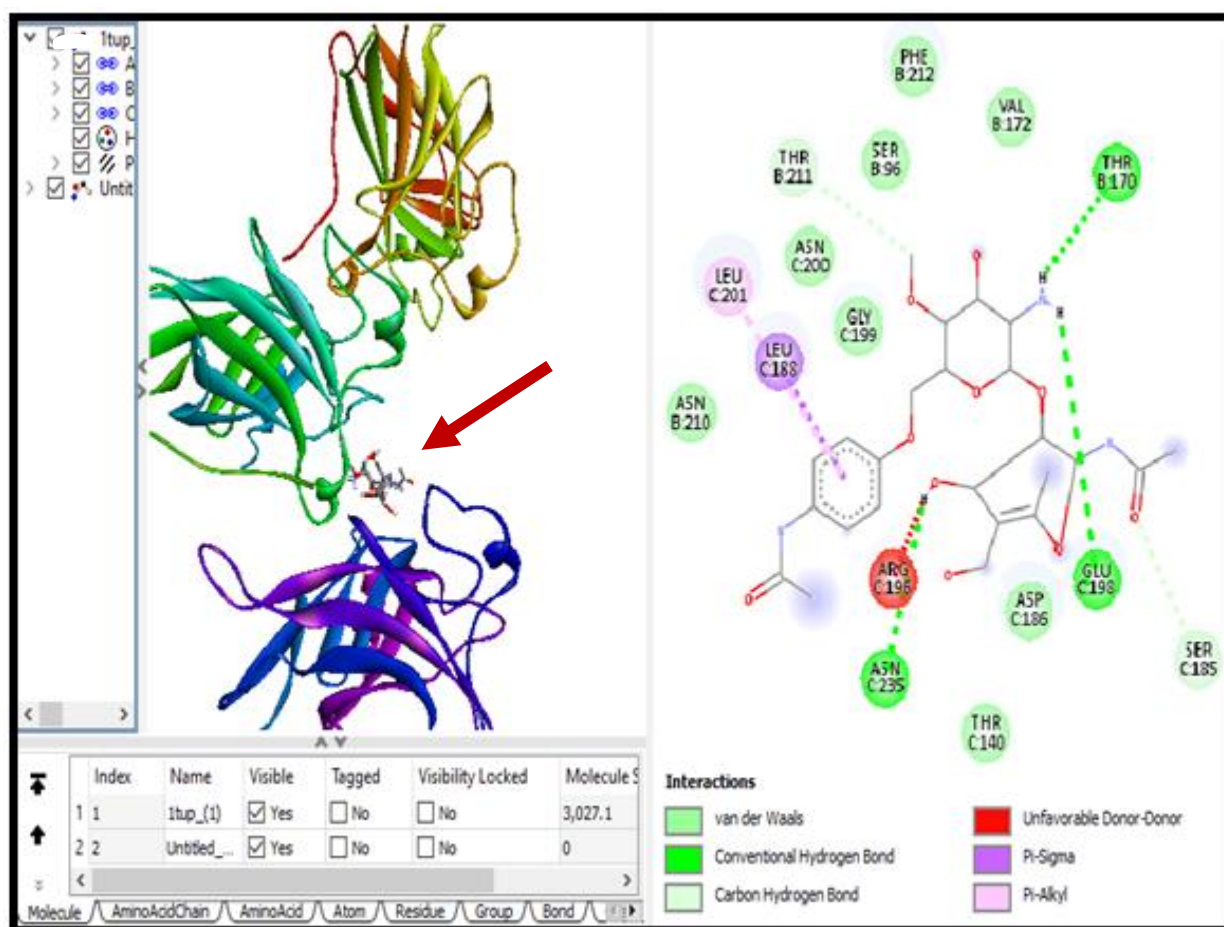 1tup_
A
B
C
H
P
Untit
PHE
B:212
VAL
B:172
SER
B:96
THR
B:211
THR
B:170
ASN
C:200
LEU
C:201
GLY
C:199
LEU
C:188
ASN
B:210
H
N
H
O
O
O
O
O
N
H
O
O
O
O
N
O
ARG
C:196
GLU
C:198
ASP
C:186
SER
C:185
ASN
C:235
THR
C:140
Index Name Visible Tagged Visibility Locked Molecule S
1 1 1tup_(1) Yes No No 3,027.1
2 2 Untitled_... Yes No No 0
Molecule AminoAcidChain AminoAcid Atom Residue Group Bond
Interactions
van der Waals
Conventional Hydrogen Bond
Carbon Hydrogen Bond
Unfavorable Donor-Donor
Pi-Sigma
Pi-Alkyl